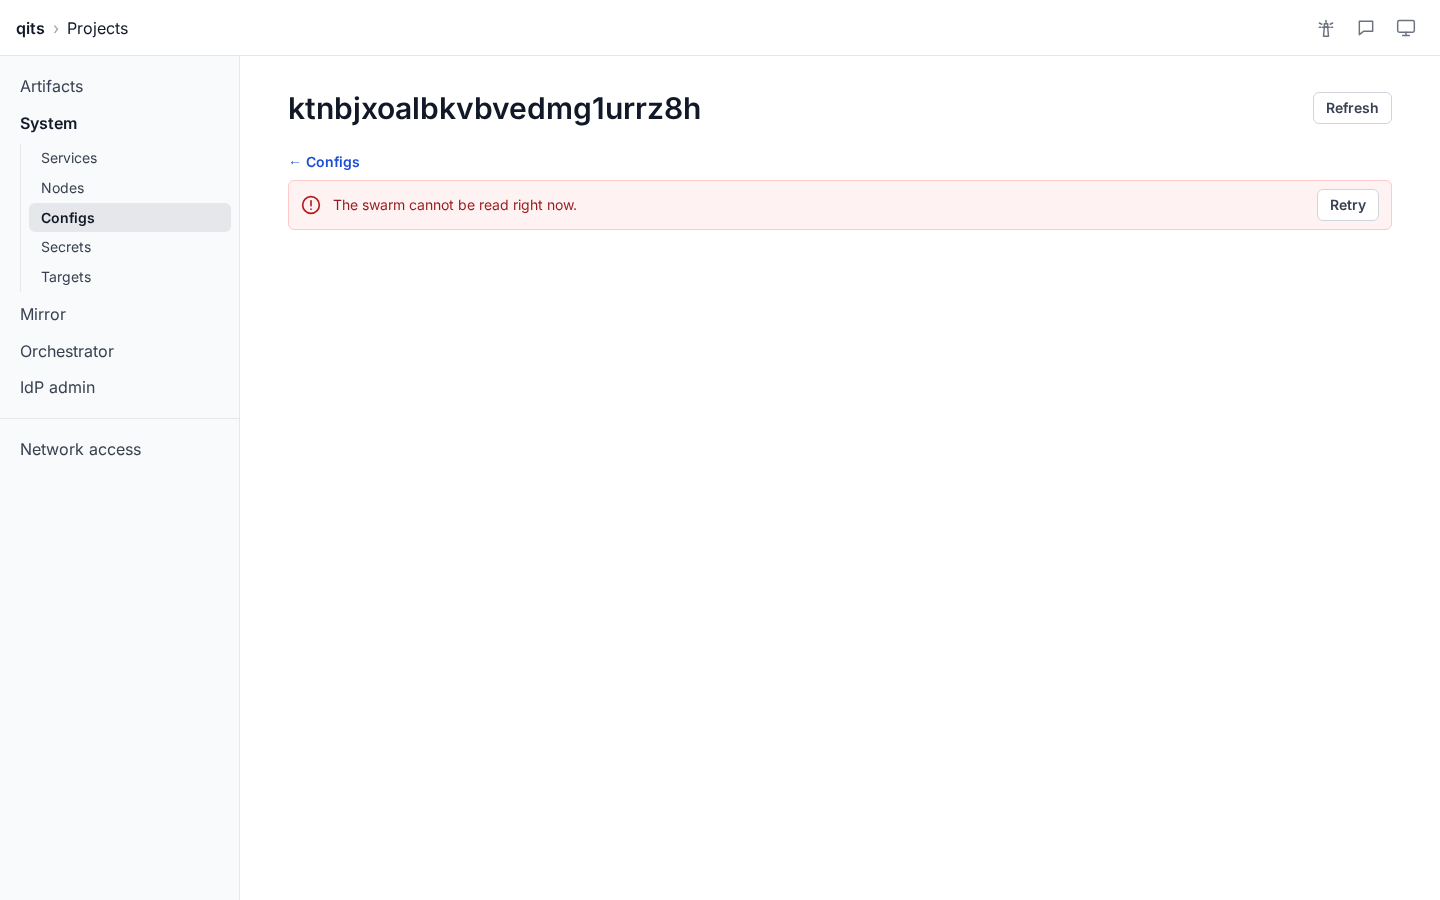 qits › Projects
Artifacts
System
Services
Nodes
Configs
Secrets
Targets
Mirror
Orchestrator
IdP admin
Network access
ktnbjxoalbkvbvedmg1urrz8h
Refresh
← Configs
The swarm cannot be read right now.
Retry